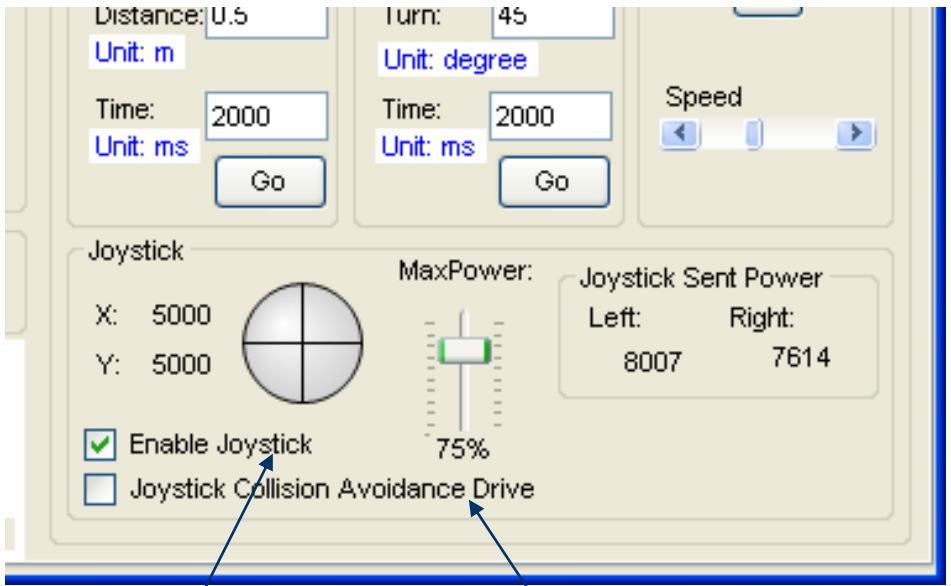 Distance: 0.5
Unit: m
Time: 2000
Unit: ms
Go
Turn: 45
Unit: degree
Time: 2000
Unit: ms
Go
Speed
Joystick
X: 5000
Y: 5000
MaxPower:
75%
Joystick Sent Power
Left: Right:
8007 7614
Enable Joystick
Joystick Collision Avoidance Drive